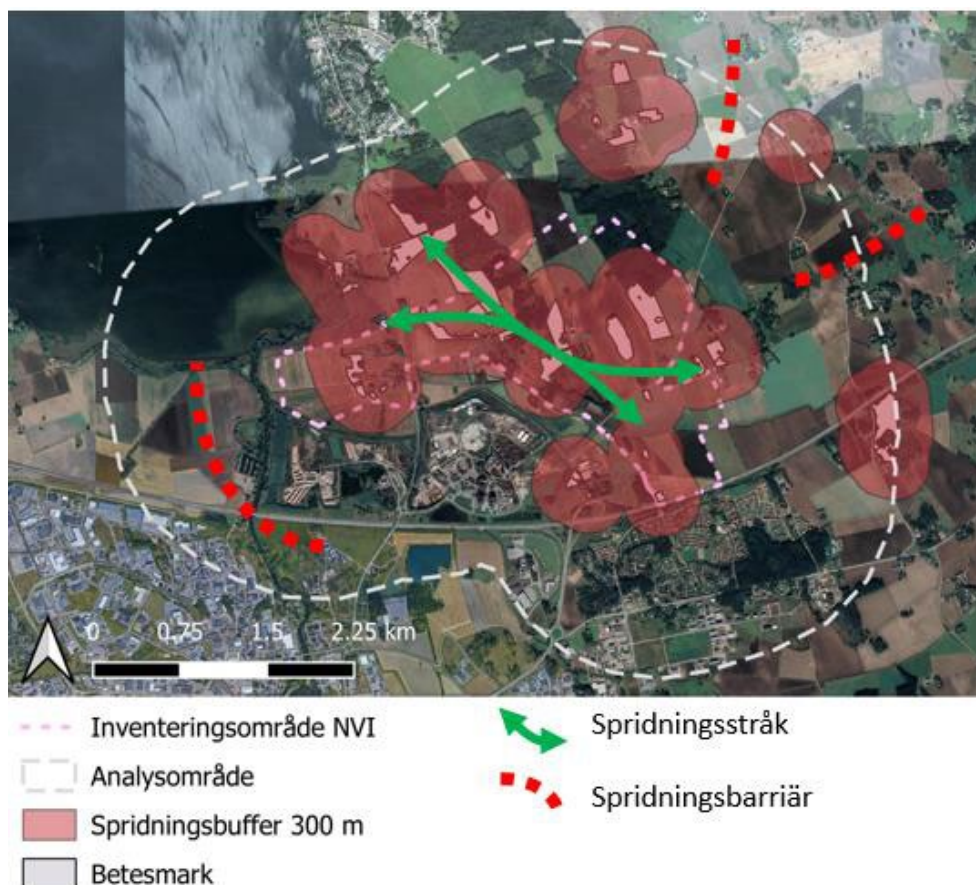 0 0.75 1.5 2.25 km
Inventeringsområde NVI
Analysområde
Spridningsbuffer 300 m
Betesmark
Spridningsstråk
Spridningsbarriär